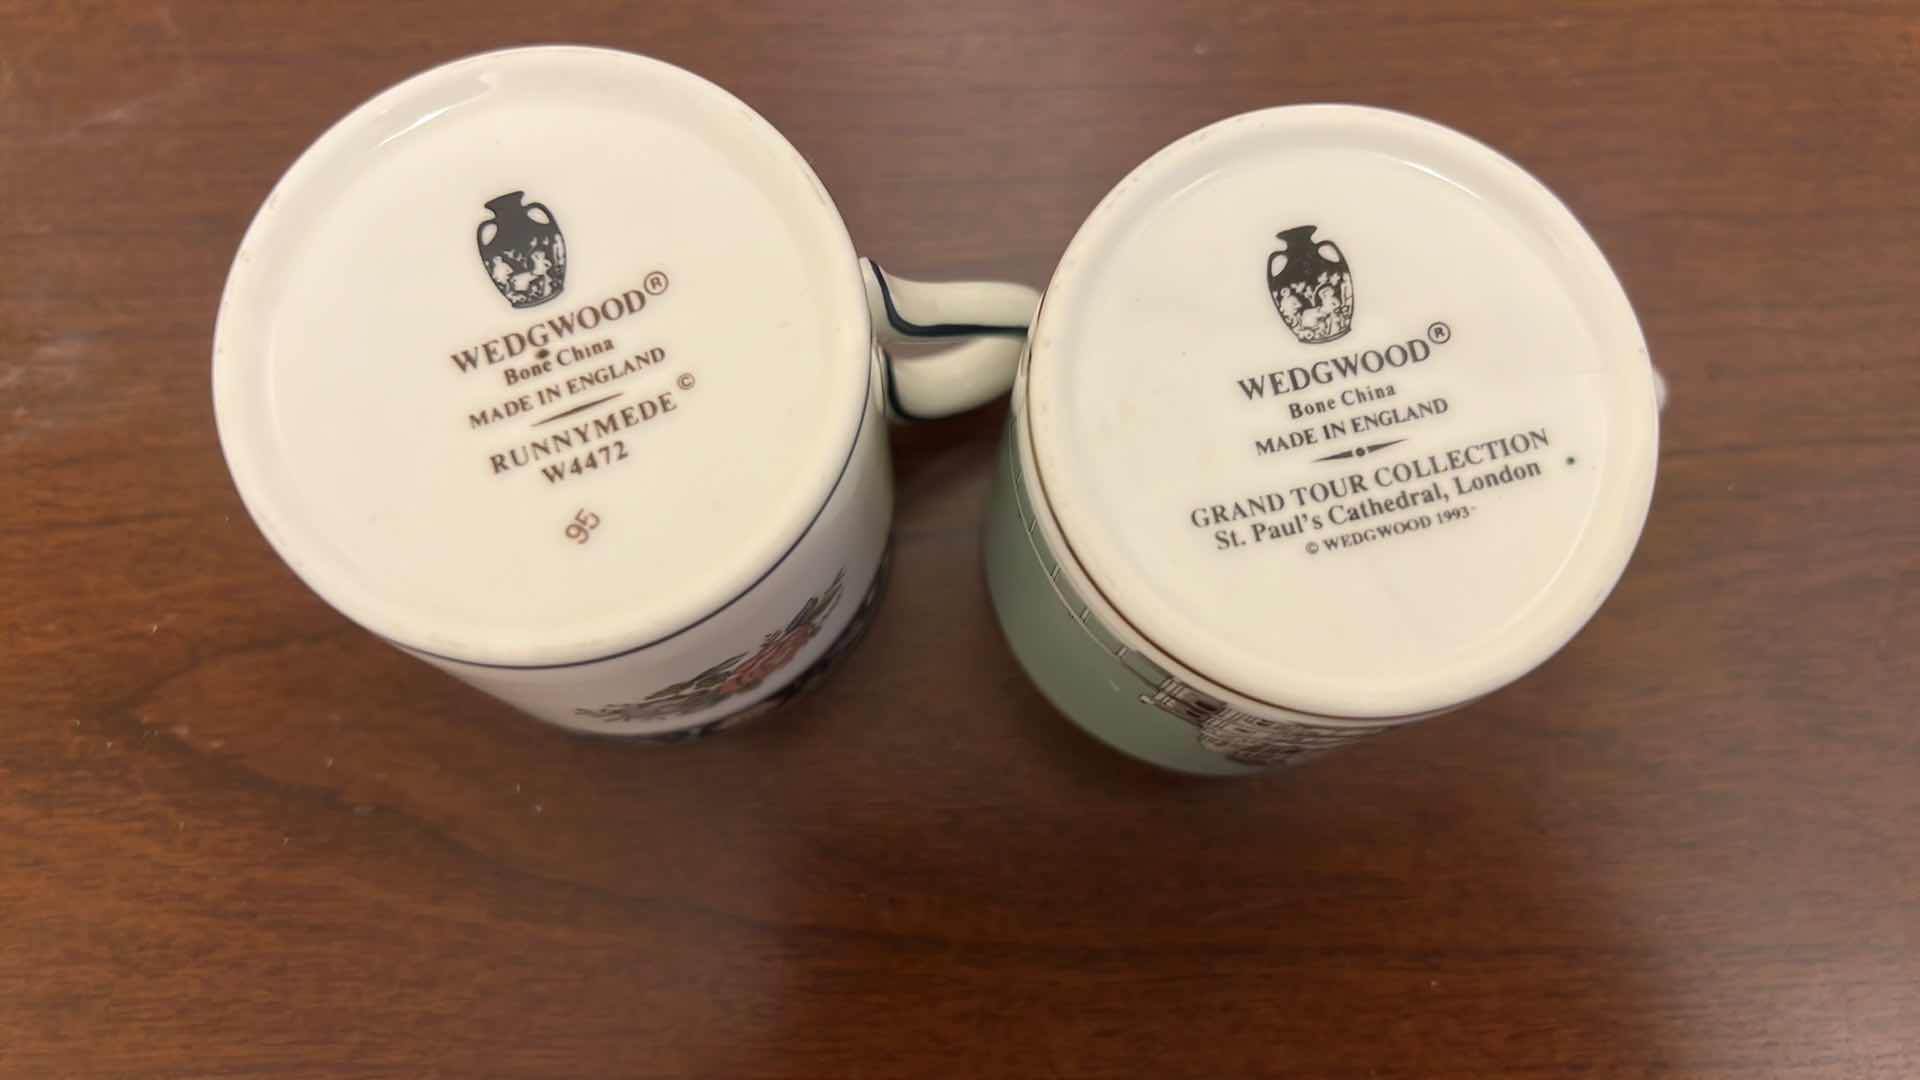 WEDGWOOD®
Bone China
MADE IN ENGLAND
RUNNYMEDE ©
W4472
95
WEDGWOOD®
Bone China
MADE IN ENGLAND
GRAND TOUR COLLECTION
St. Paul's Cathedral, London
© WEDGWOOD 1993